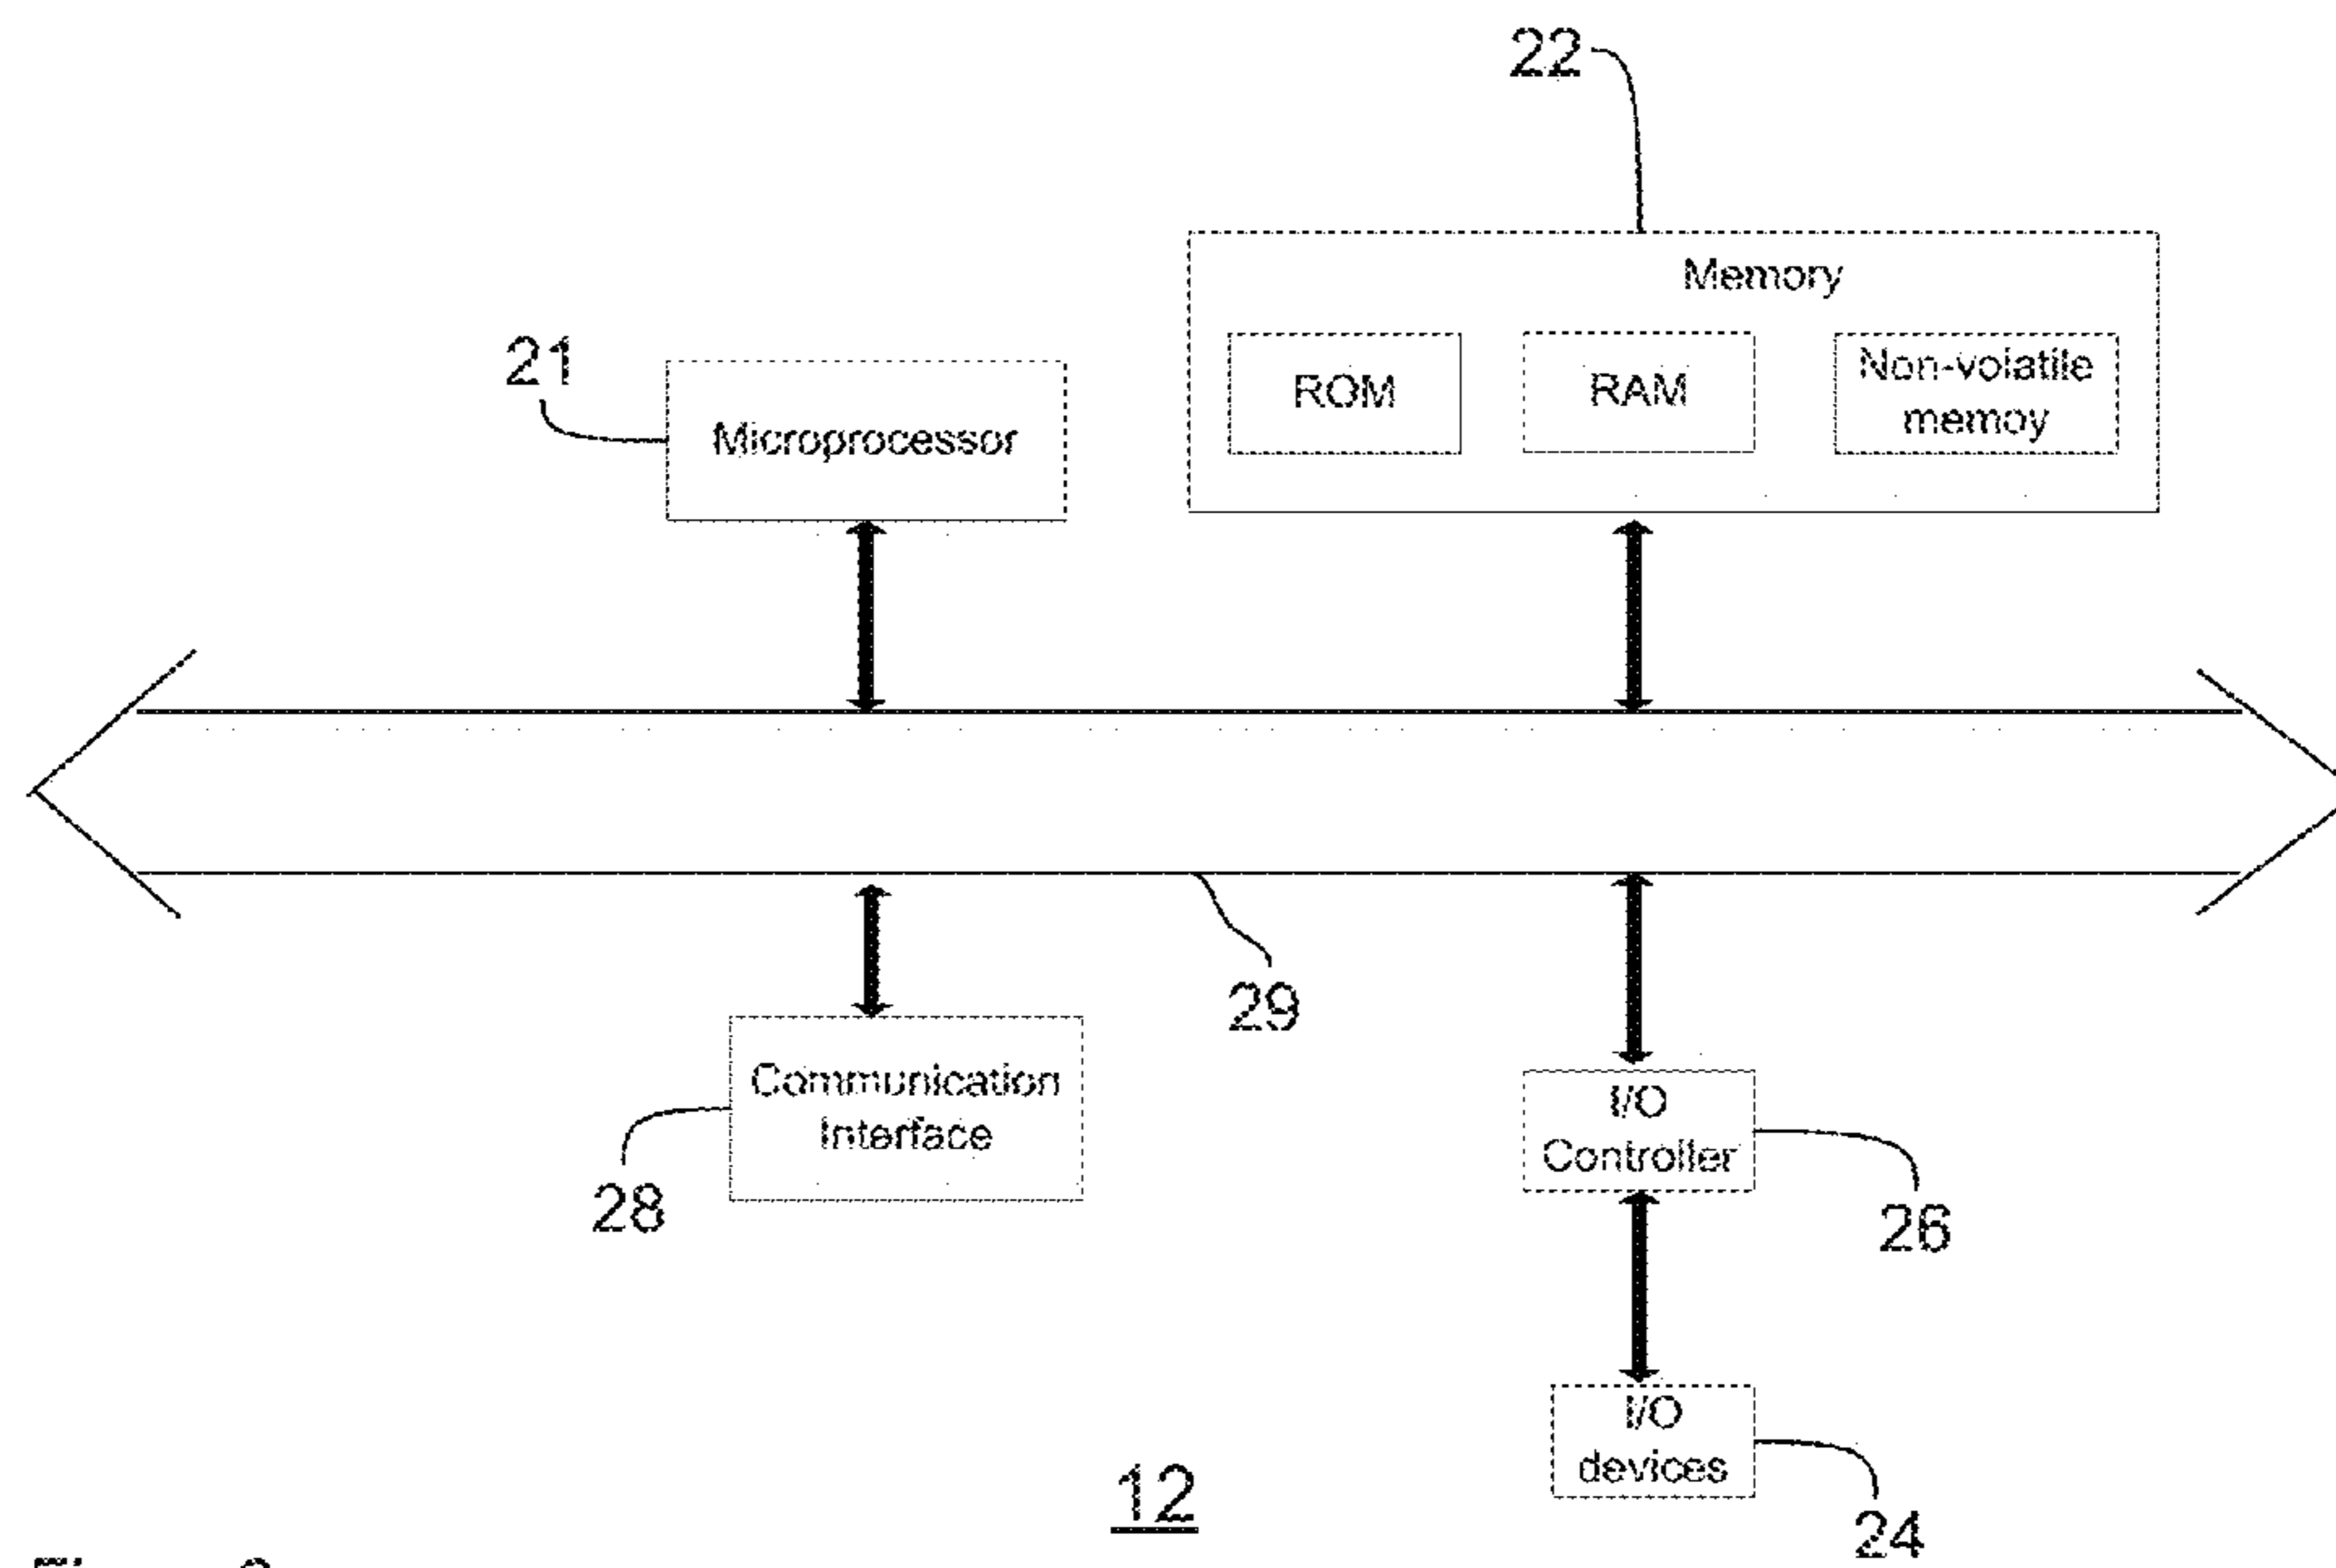 22
Memory
21
Microprocessor
ROM
RAM
Non-volatile
memoy
29
Communication
Interface
28
I/O
Controller
26
I/O
devices
24
12